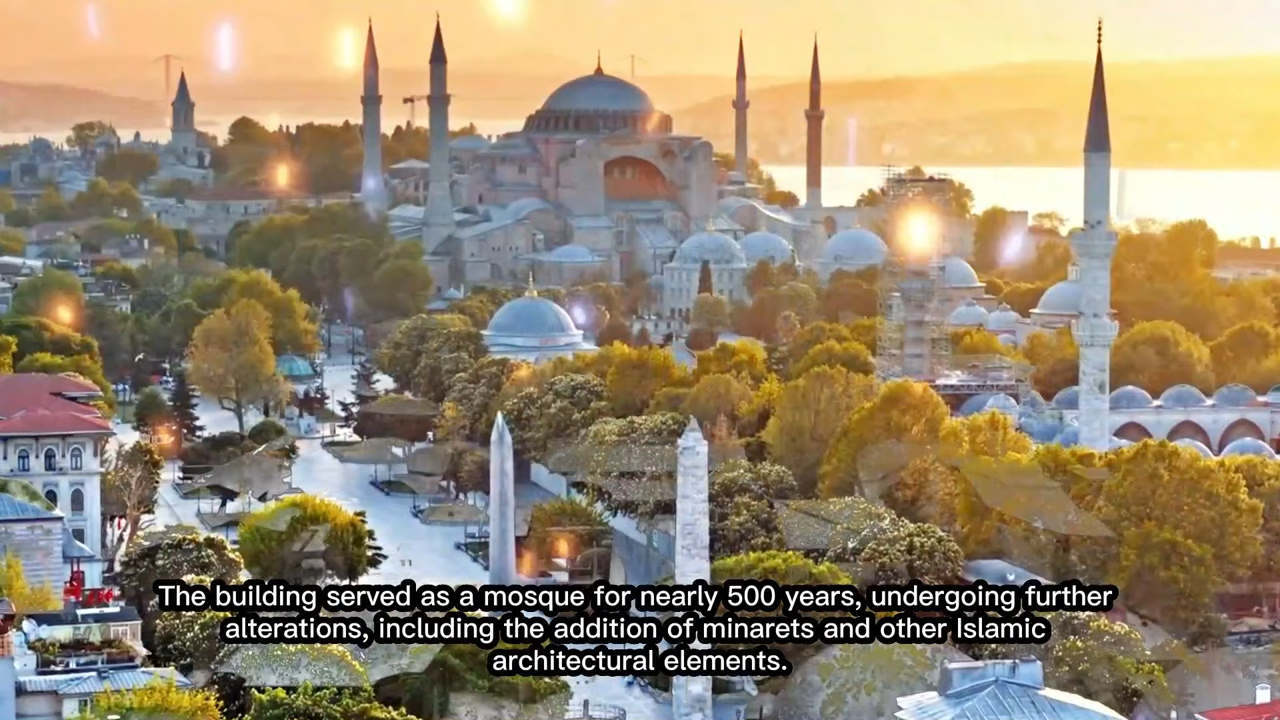 The building served as a mosque for nearly 500 years, undergoing further
alterations, including the addition of minarets and other Islamic
architectural elements.